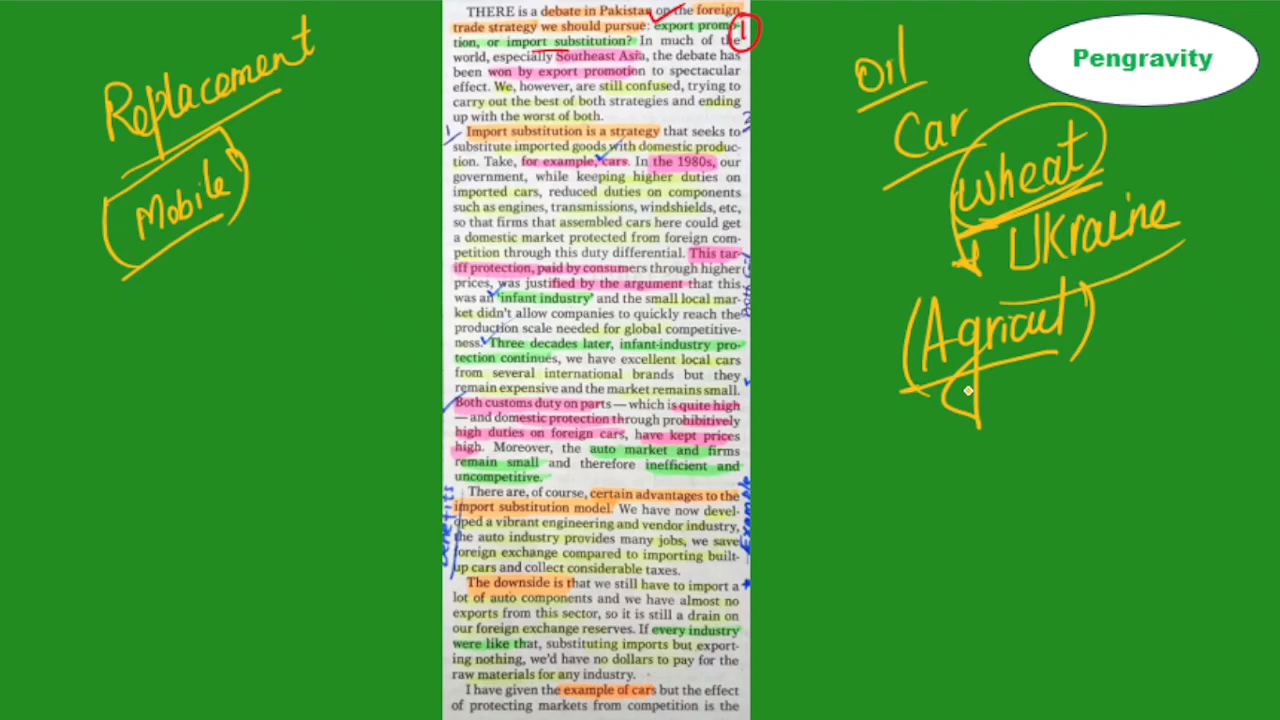 Replacement
Mobile
THERE is a debate in Pakistan on the foreign
trade strategy we should pursue: export promo-
tion, or import substitution? In much of the
world, especially Southeast Asia, the debate has
been won by export promotion to spectacular
effect. We, however, are still confused, trying to
carry out the best of both strategies and ending
up with the worst of both.
Import substitution is a strategy that seeks to
substitute imported goods with domestic produc-
tion. Take, for example, cars. In the 1980s, our
government, while keeping higher duties on
imported cars, reduced duties on components
such as engines, transmissions, windshields, etc,
so that firms that assembled cars here could get
a domestic market protected from foreign com-
petition through this duty differential. This tar-
iff protection, paid by consumers through higher
prices, was justified by the argument that this
was an 'infant industry' and the small local mar-
ket didn't allow companies to quickly reach the
production scale needed for global competitive-
ness. Three decades later, infant-industry pro-
tection continues, we have excellent local cars
from several international brands but they
remain expensive and the market remains small.
Both customs duty on parts — which is quite high
— and domestic protection through prohibitively
high duties on foreign cars, have kept prices
high. Moreover, the auto market and firms
remain small and therefore inefficient and
uncompetitive.
There are, of course, certain advantages to the
import substitution model. We have now devel-
oped a vibrant engineering and vendor industry,
the auto industry provides many jobs, we save
foreign exchange compared to importing built-
up cars and collect considerable taxes.
The downside is that we still have to import a
lot of auto components and we have almost no
exports from this sector, so it is still a drain on
our foreign exchange reserves. If every industry
were like that, substituting imports but export-
ing nothing, we'd have no dollars to pay for the
raw materials for any industry.
I have given the example of cars but the effect
of protecting markets from competition is the
1
1
2
Benefits
Example
Pengravity
Oil
Car
Wheat
Ukraine
(Agricul)